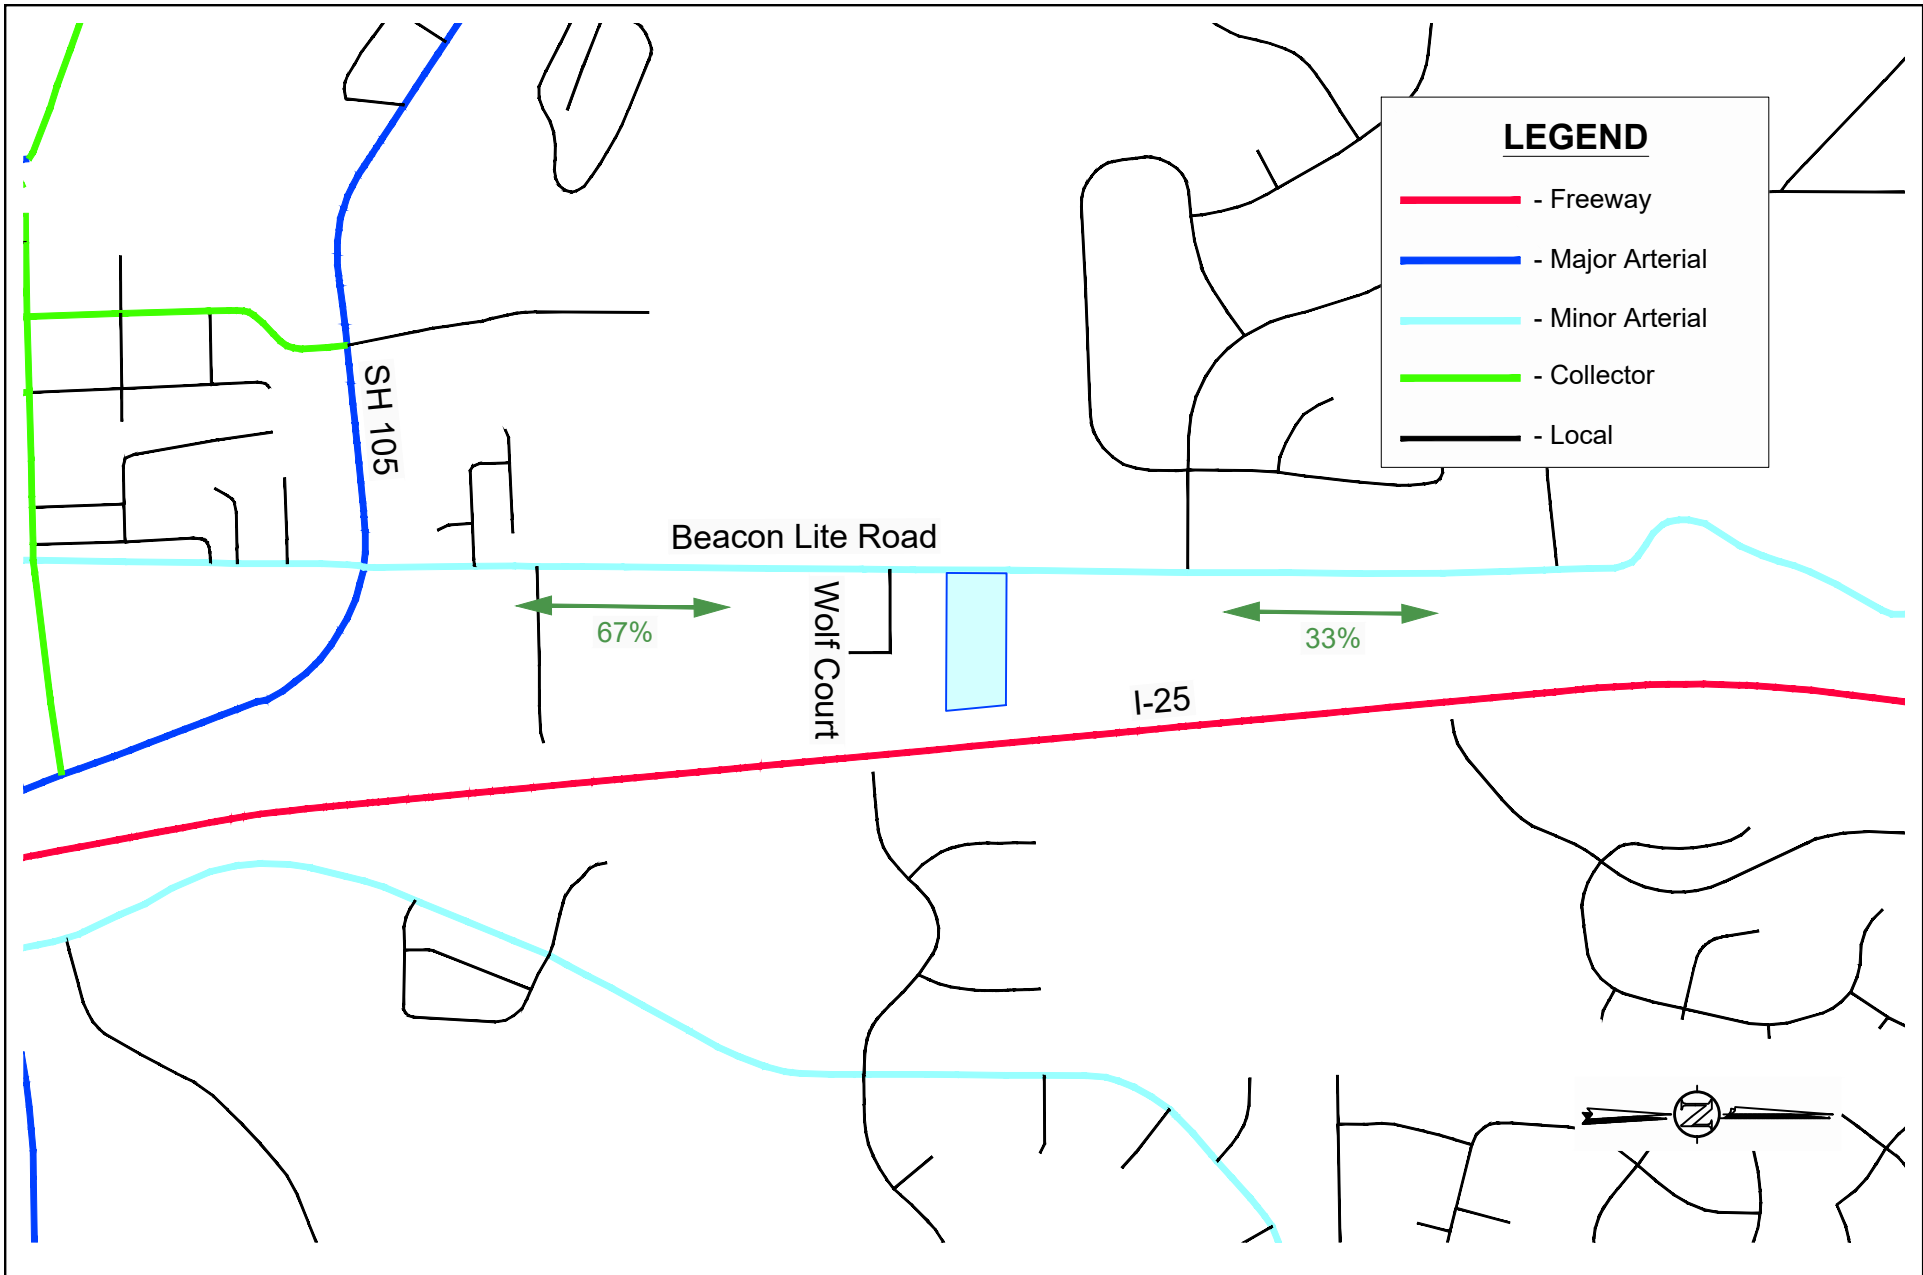 LEGEND
- Freeway
- Major Arterial
- Minor Arterial
- Collector
- Local
SH 105
Beacon Lite Road
67%
Wolf Court
33%
I-25
N